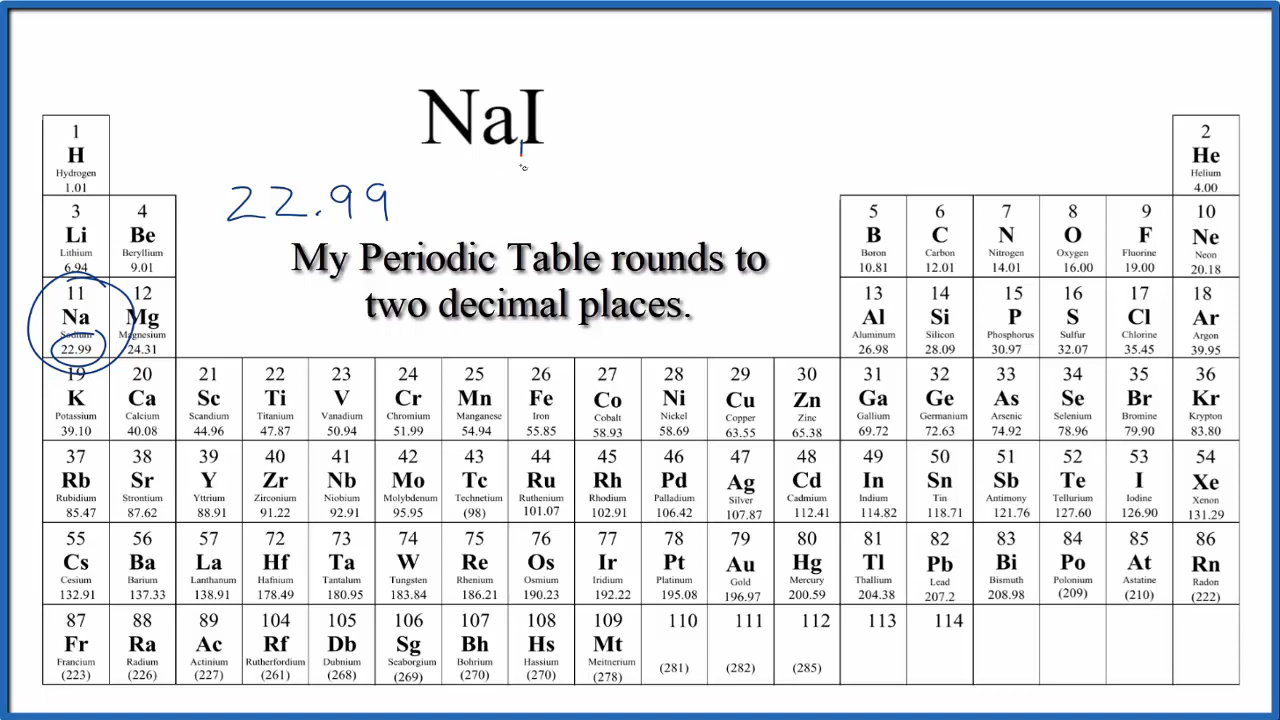 NaI
22.99
My Periodic Table rounds to
two decimal places.
1 2
H He
Hydrogen Helium
1.01 4.00
3 4 5 6 7 8 9 10
Li Be B C N O F Ne
Lithium Beryllium Boron Carbon Nitrogen Oxygen Fluorine Neon
6.94 9.01 10.81 12.01 14.01 16.00 19.00 20.18
11 12 13 14 15 16 17 18
Na Mg Al Si P S Cl Ar
Sodium Magnesium Aluminum Silicon Phosphorus Sulfur Chlorine Argon
22.99 24.31 26.98 28.09 30.97 32.07 35.45 39.95
19 20 21 22 23 24 25 26 27 28 29 30 31 32 33 34 35 36
K Ca Sc Ti V Cr Mn Fe Co Ni Cu Zn Ga Ge As Se Br Kr
Potassium Calcium Scandium Titanium Vanadium Chromium Manganese Iron Cobalt Nickel Copper Zinc Gallium Germanium Arsenic Selenium Bromine Krypton
39.10 40.08 44.96 47.87 50.94 51.99 54.94 55.85 58.93 58.69 63.55 65.38 69.72 72.63 74.92 78.96 79.90 83.80
37 38 39 40 41 42 43 44 45 46 47 48 49 50 51 52 53 54
Rb Sr Y Zr Nb Mo Tc Ru Rh Pd Ag Cd In Sn Sb Te I Xe
Rubidium Strontium Yttrium Zirconium Niobium Molybdenum Technetium Ruthenium Rhodium Palladium Silver Cadmium Indium Tin Antimony Tellurium Iodine Xenon
85.47 87.62 88.91 91.22 92.91 95.95 (98) 101.07 102.91 106.42 107.87 112.41 114.82 118.71 121.76 127.60 126.90 131.29
55 56 57 72 73 74 75 76 77 78 79 80 81 82 83 84 85 86
Cs Ba La Hf Ta W Re Os Ir Pt Au Hg Tl Pb Bi Po At Rn
Cesium Barium Lanthanum Hafnium Tantalum Tungsten Rhenium Osmium Iridium Platinum Gold Mercury Thallium Lead Bismuth Polonium Astatine Radon
132.91 137.33 138.91 178.49 180.95 183.84 186.21 190.23 192.22 195.08 196.97 200.59 204.38 207.2 208.98 (209) (210) (222)
87 88 89 104 105 106 107 108 109 110 111 112 113 114
Fr Ra Ac Rf Db Sg Bh Hs Mt
Francium Radium Actinium Rutherfordium Dubnium Seaborgium Bohrium Hassium Meitnerium
(223) (226) (227) (261) (268) (269) (270) (270) (278) (281) (282) (285)